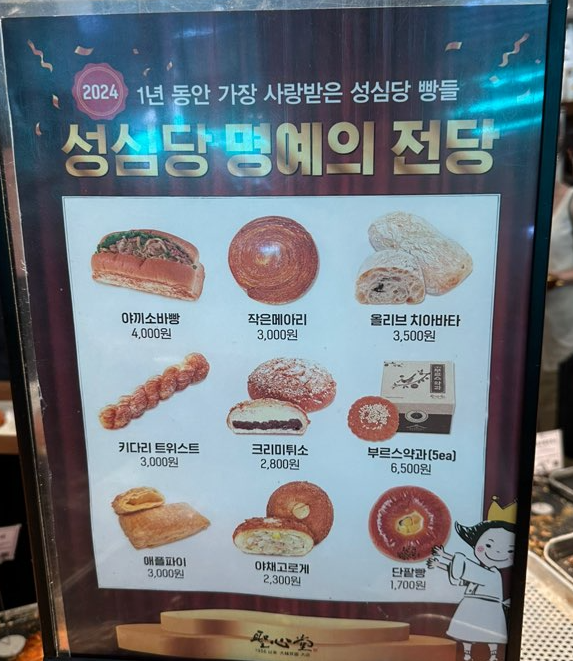 2024
1년 동안 가장 사랑받은 성심당 빵들
성심당 명예의 전당
야끼소바빵
4,000원
작은메아리
3,000원
올리브 치아바타
3,500원
키다리 트위스트
3,000원
크리미튀소
2,800원
부르스약과(5ea)
6,500원
애플파이
3,000원
야채고로케
2,300원
단팥빵
1,700원
聖心堂